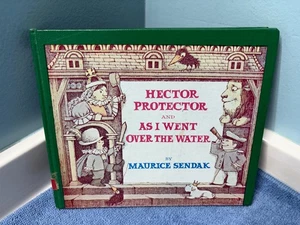 HECTOR
PROTECTOR
AND
AS I WENT
OVER THE WATER
BY
MAURICE SENDAK